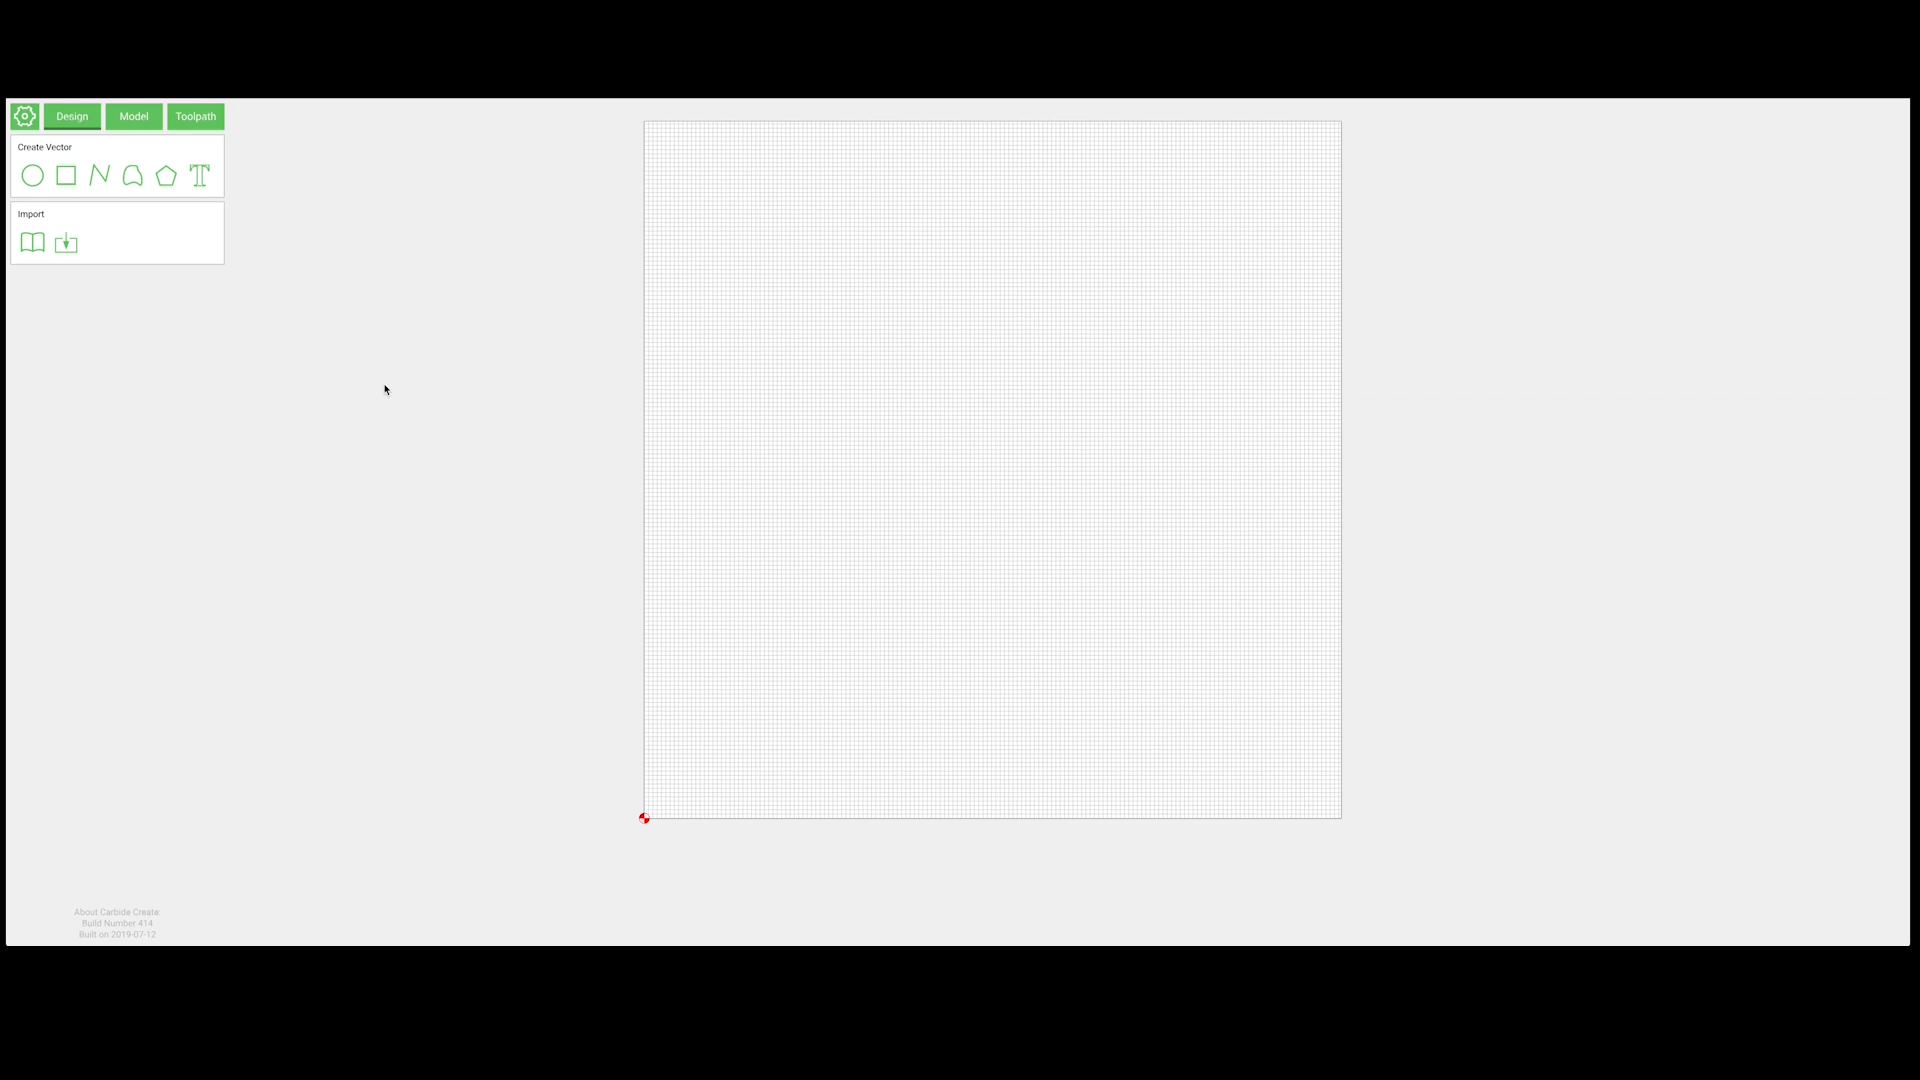 Design
Model
Toolpath
Create Vector
Import
About Carbide Create:
Build Number 414
Built on 2019-07-12